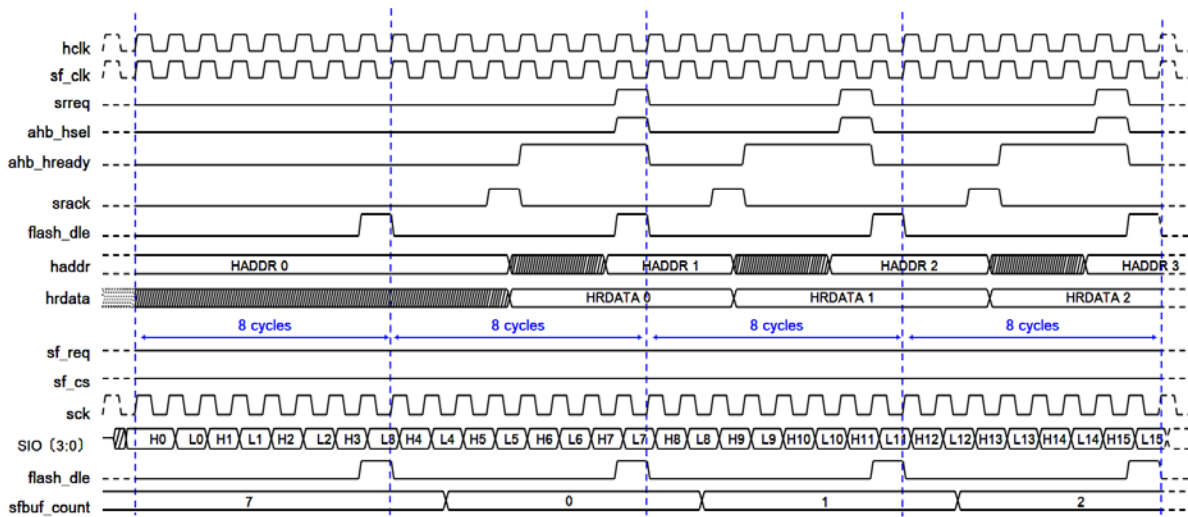 hclk
sf_clk
srreq
ahb_hsel
ahb_hready
srack
flash_dle
haddr HADDR 0 HADDR 1 HADDR 2 HADDR 3
hrdata HRDATA 0 HRDATA 1 HRDATA 2
8 cycles 8 cycles 8 cycles 8 cycles
sf_req
sf_cs
sck
SIO (3:0) H0 L0 H1 L1 H2 L2 H3 L8 H4 L4 H5 L5 H6 L6 H7 L7 H8 L8 H9 L9 H10 L10 H11 L11 H12 L12 H13 L13 H14 L14 H15 L15
flash_dle
sfbuf_count 7 0 1 2